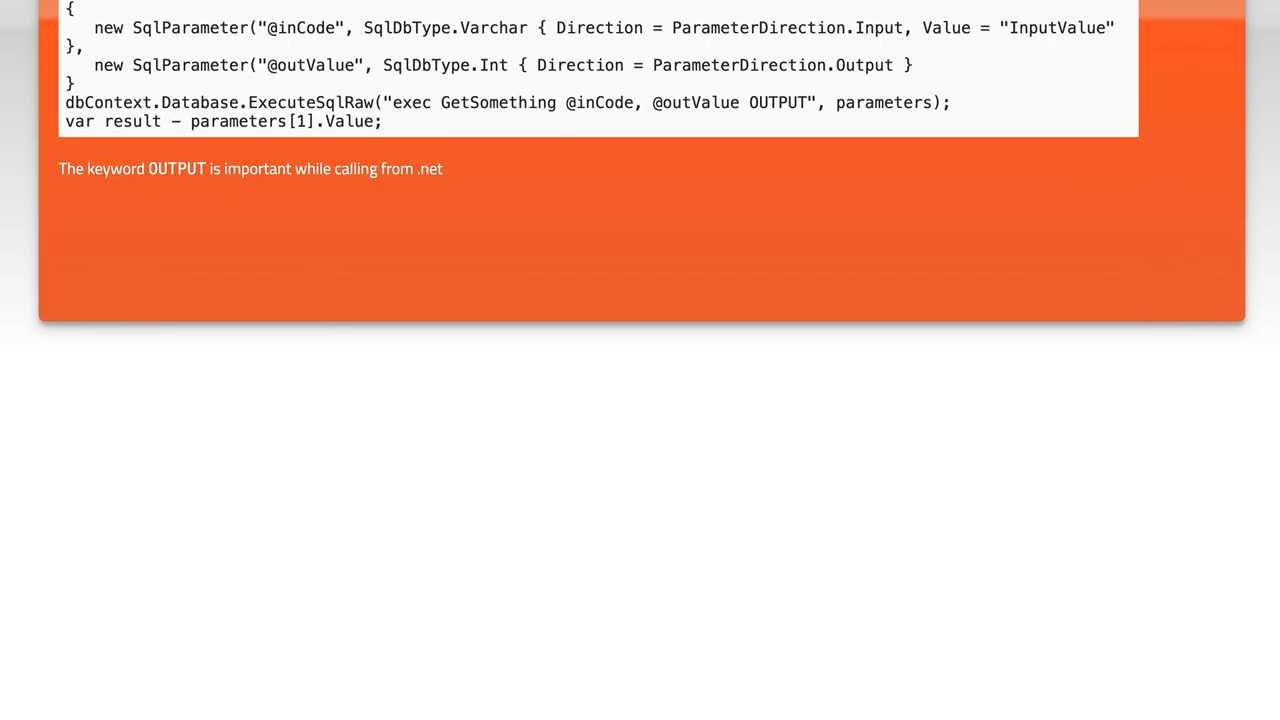 {
   new SqlParameter("@inCode", SqlDbType.Varchar { Direction = ParameterDirection.Input, Value = "InputValue"
},
   new SqlParameter("@outValue", SqlDbType.Int { Direction = ParameterDirection.Output }
}
dbContext.Database.ExecuteSqlRaw("exec GetSomething @inCode, @outValue OUTPUT", parameters);
var result – parameters[1].Value;
The keyword OUTPUT is important while calling from .net